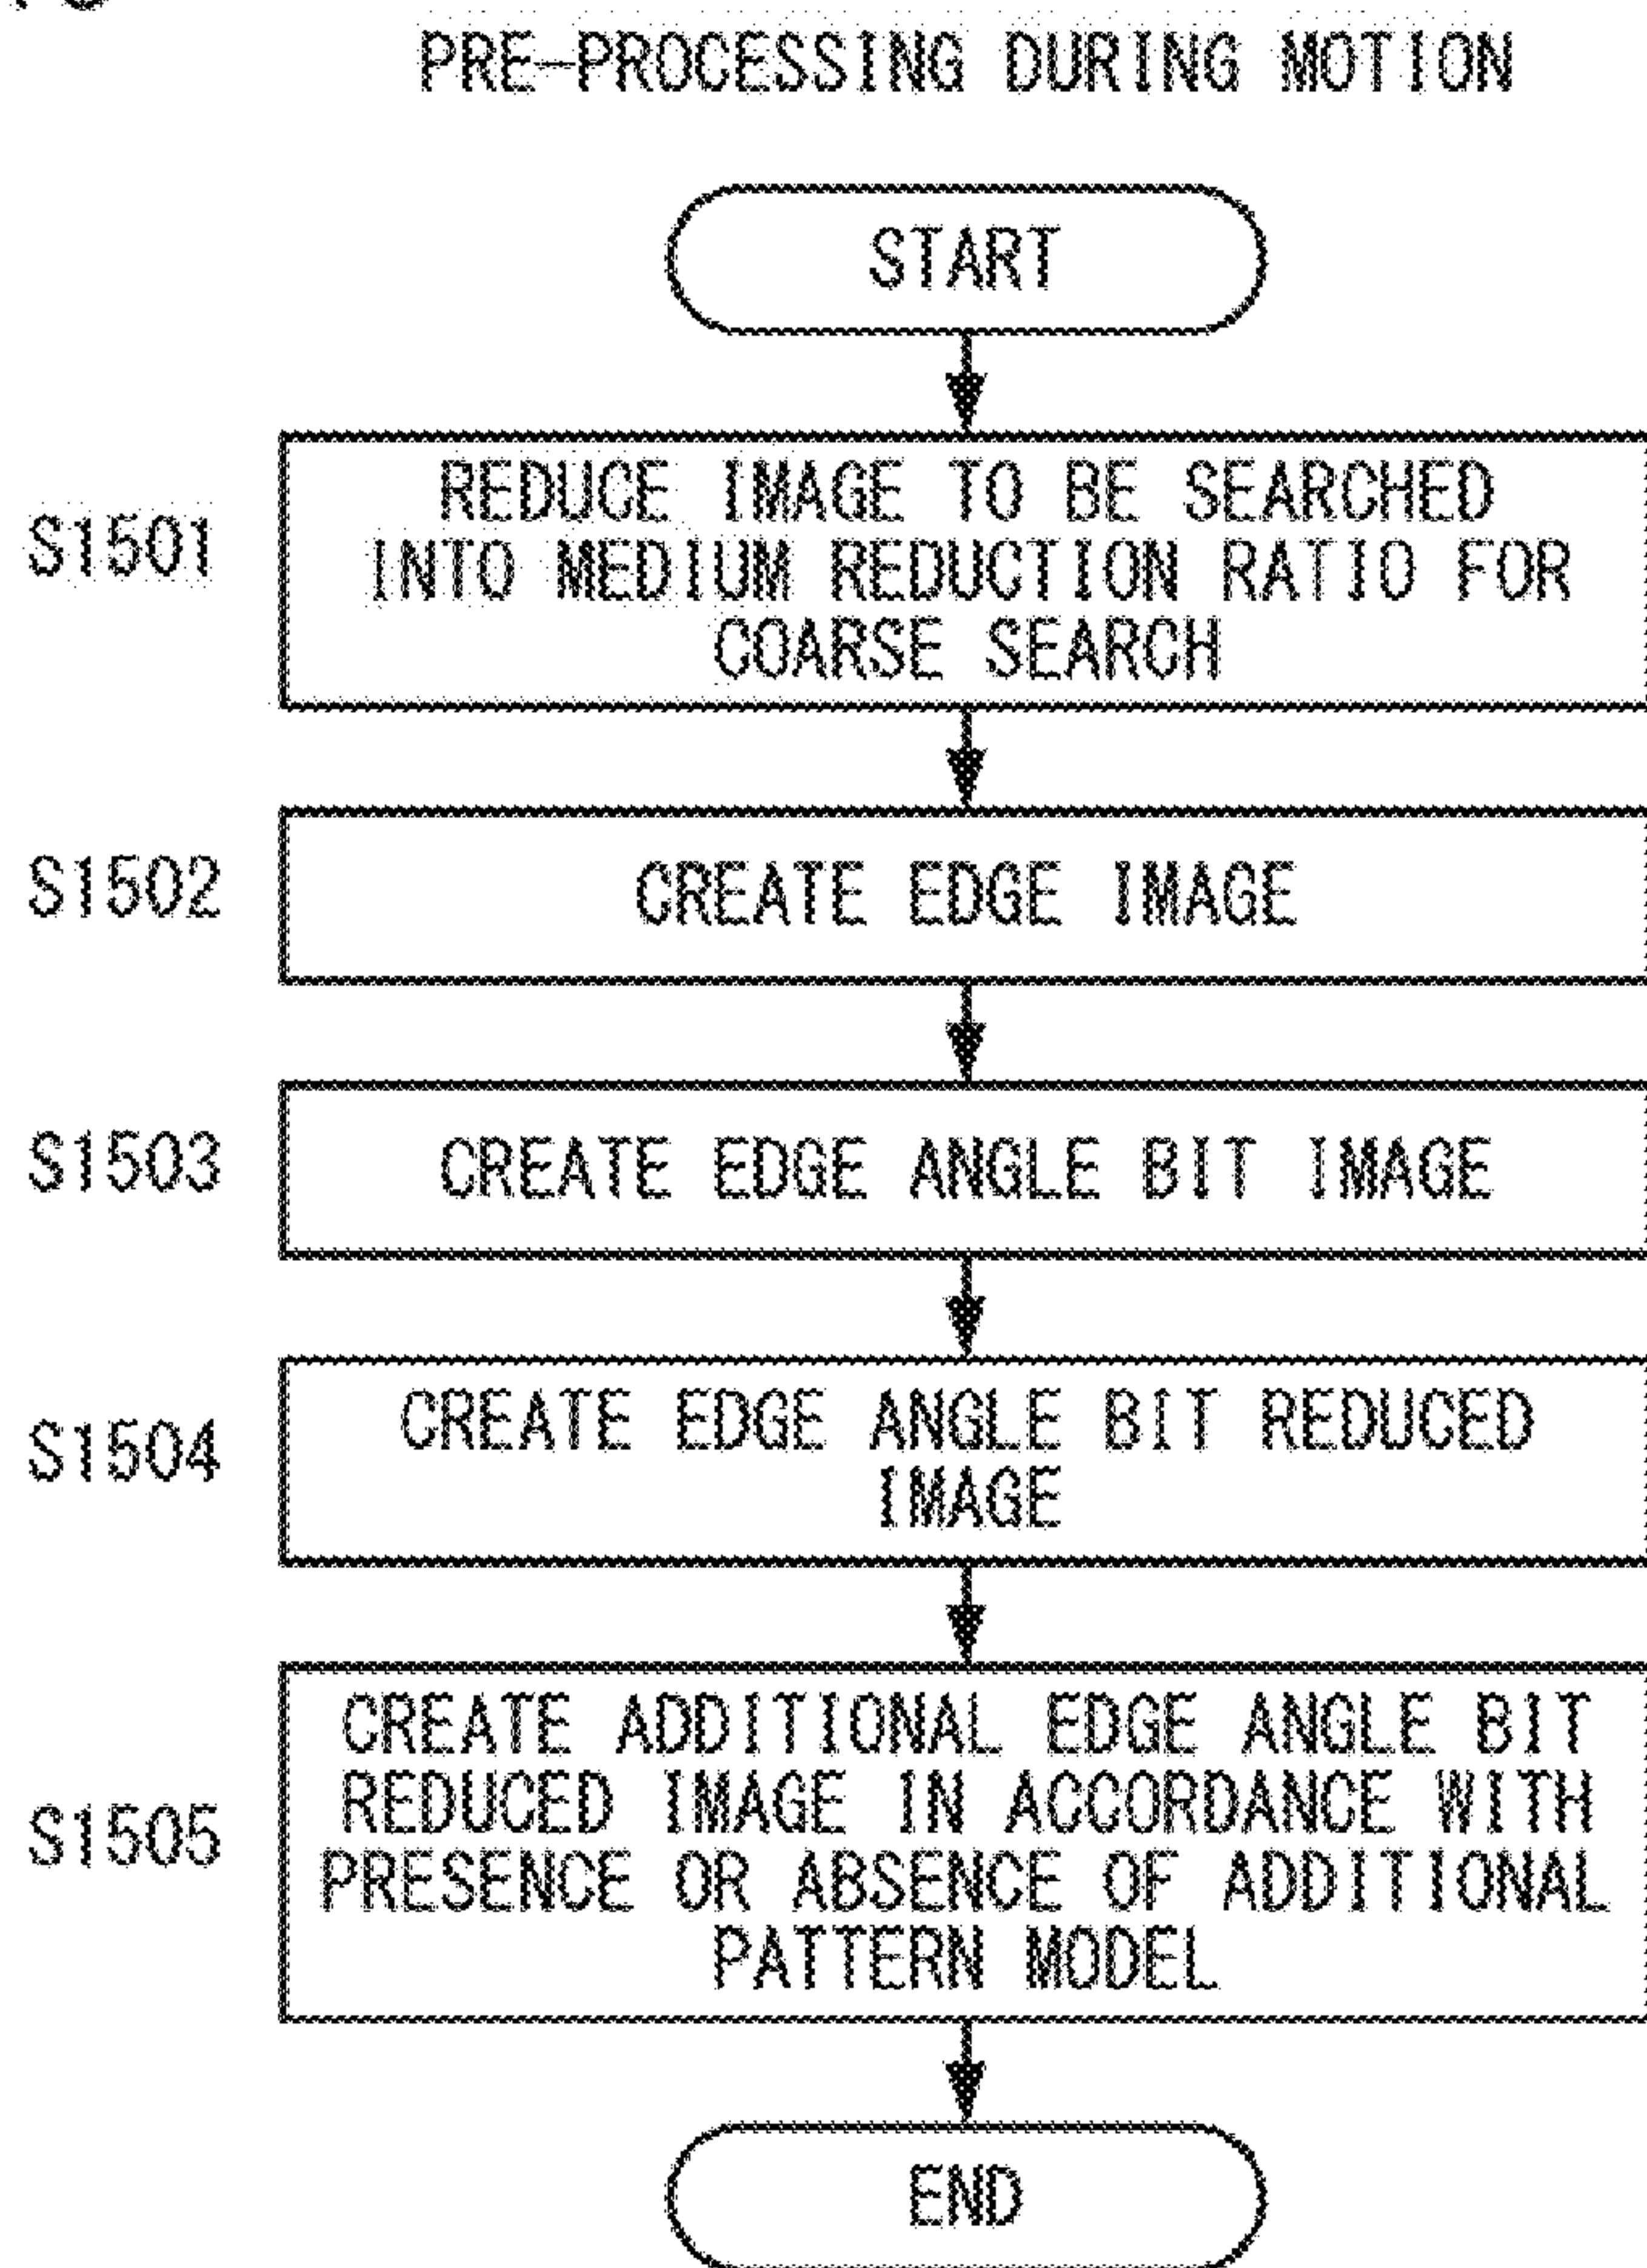 PRE-PROCESSING DURING MOTION
START
S1501
REDUCE IMAGE TO BE SEARCHED
INTO MEDIUM REDUCTION RATIO FOR
COARSE SEARCH
S1502
CREATE EDGE IMAGE
S1503
CREATE EDGE ANGLE BIT IMAGE
S1504
CREATE EDGE ANGLE BIT REDUCED
IMAGE
S1505
CREATE ADDITIONAL EDGE ANGLE BIT
REDUCED IMAGE IN ACCORDANCE WITH
PRESENCE OR ABSENCE OF ADDITIONAL
PATTERN MODEL
END